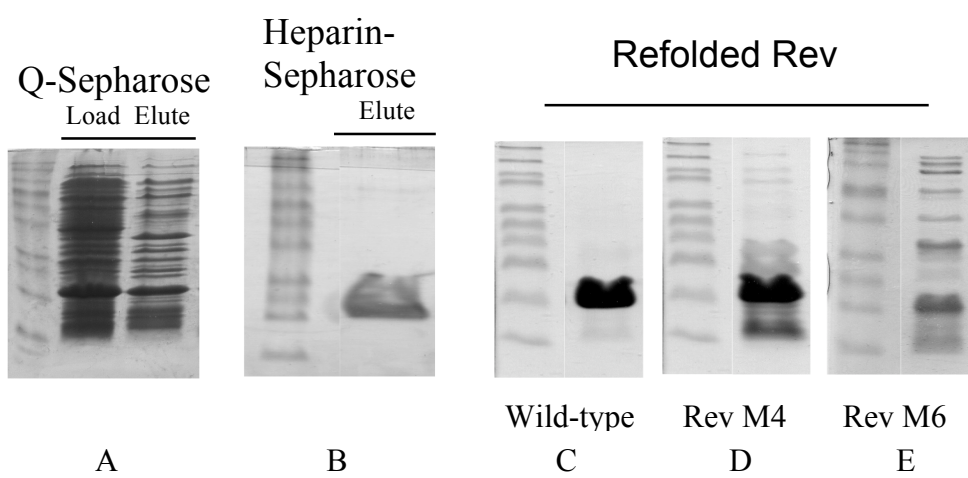 Q-Sepharose
Load Elute
Heparin-
Sepharose
Elute
Refolded Rev
Wild-type
Rev M4
Rev M6
A
B
C
D
E